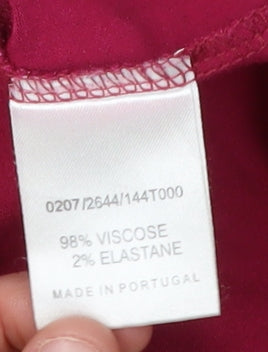 0207/2644/144T000
98% VISCOSE
2% ELASTANE
MADE IN PORTUGAL